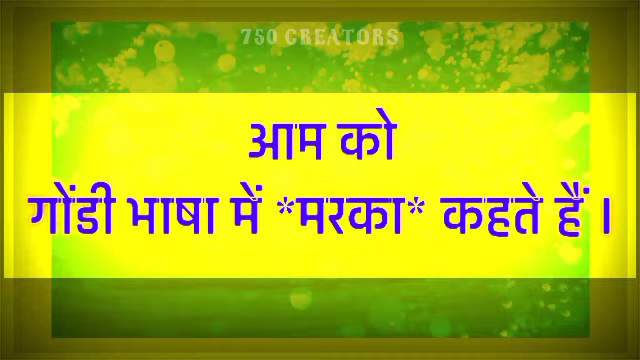 750 CREATORS
आम को
गोंडी भाषा में *मरका* कहते हैं ।